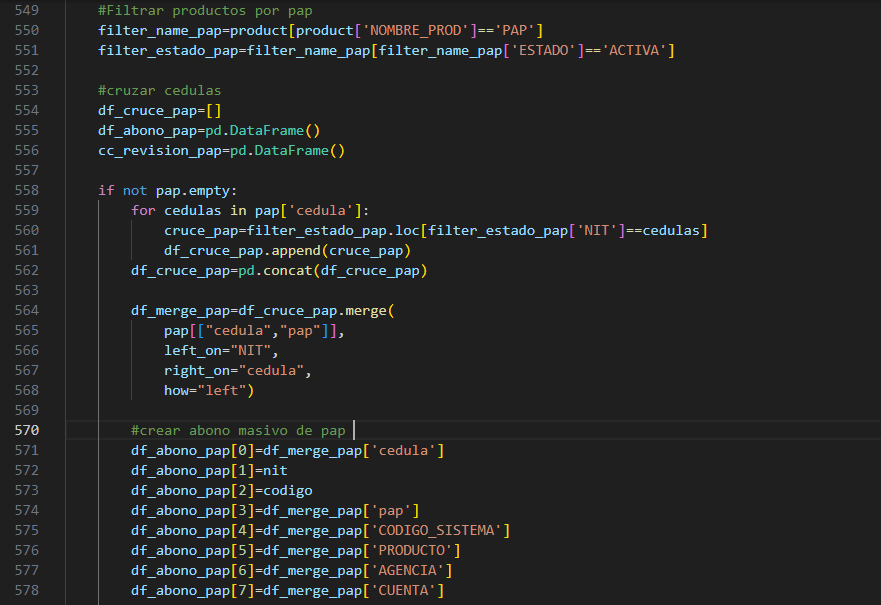 549 #Filtrar productos por pap
550 filter_name_pap=product[product['NOMBRE_PROD']=='PAP']
551 filter_estado_pap=filter_name_pap[filter_name_pap['ESTADO']=='ACTIVA']
552
553 #cruzar cedulas
554 df_cruce_pap=[]
555 df_abono_pap=pd.DataFrame()
556 cc_revision_pap=pd.DataFrame()
557
558 if not pap.empty:
559 for cedulas in pap['cedula']:
560 cruce_pap=filter_estado_pap.loc[filter_estado_pap['NIT']==cedulas]
561 df_cruce_pap.append(cruce_pap)
562 df_cruce_pap=pd.concat(df_cruce_pap)
563
564 df_merge_pap=df_cruce_pap.merge(
565 pap[["cedula","pap"]],
566 left_on="NIT",
567 right_on="cedula",
568 how="left")
569
570 #crear abono masivo de pap
571 df_abono_pap[0]=df_merge_pap['cedula']
572 df_abono_pap[1]=nit
573 df_abono_pap[2]=codigo
574 df_abono_pap[3]=df_merge_pap['pap']
575 df_abono_pap[4]=df_merge_pap['CODIGO_SISTEMA']
576 df_abono_pap[5]=df_merge_pap['PRODUCTO']
577 df_abono_pap[6]=df_merge_pap['AGENCIA']
578 df_abono_pap[7]=df_merge_pap['CUENTA']